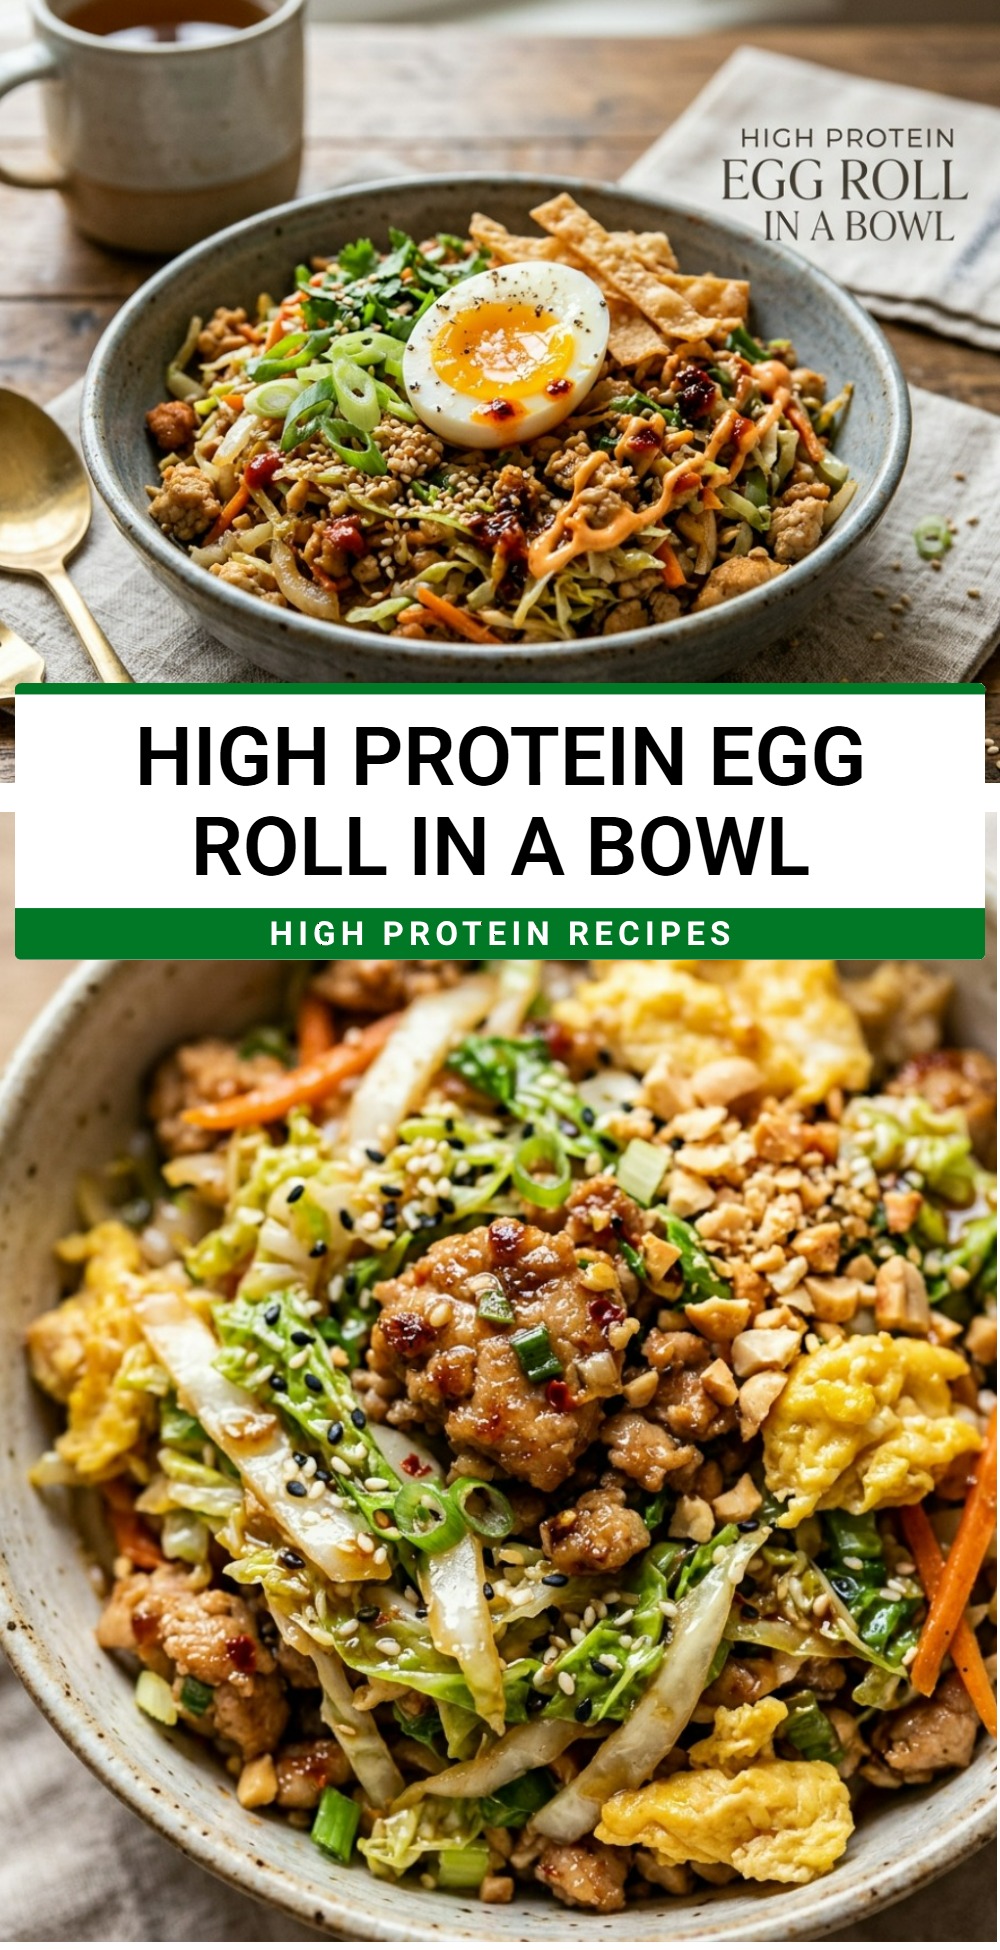 HIGH PROTEIN
EGG ROLL
IN A BOWL
HIGH PROTEIN EGG
ROLL IN A BOWL
HIGH PROTEIN RECIPES